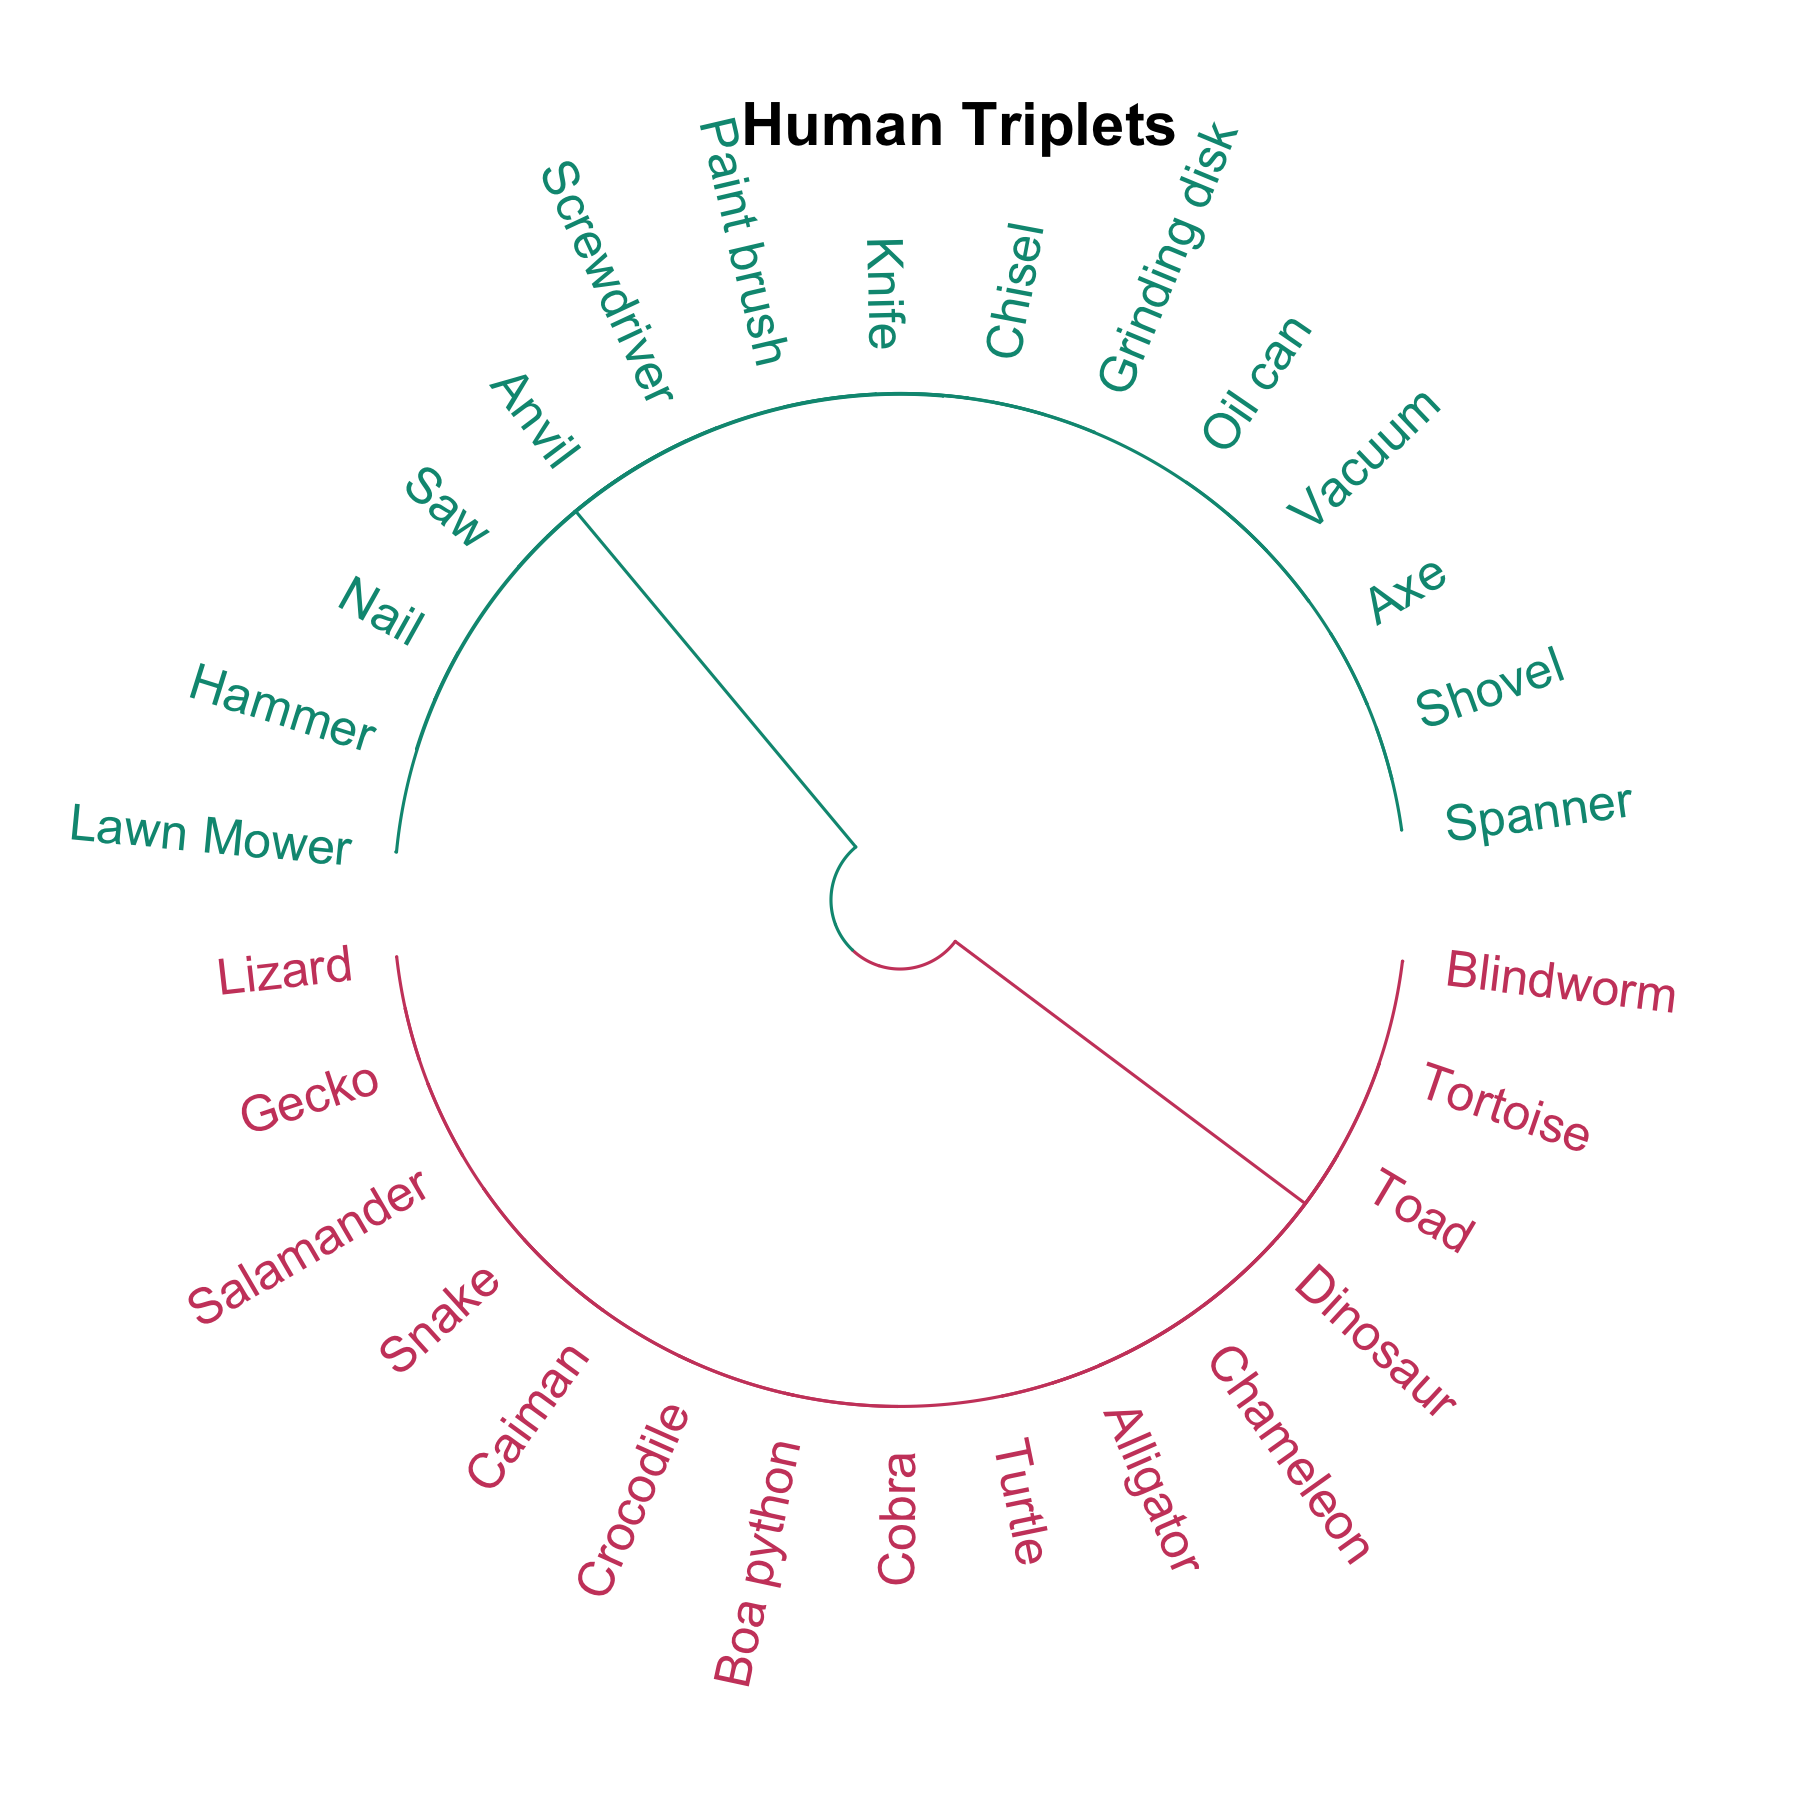 Human Triplets
Paint brush
Knife
Chisel
Grinding disk
Oil can
Vacuum
Axe
Shovel
Spanner
Blindworm
Tortoise
Toad
Dinosaur
Chameleon
Alligator
Turtle
Cobra
Boa python
Crocodile
Caiman
Snake
Salamander
Gecko
Lizard
Lawn Mower
Hammer
Nail
Saw
Anvil
Screwdriver